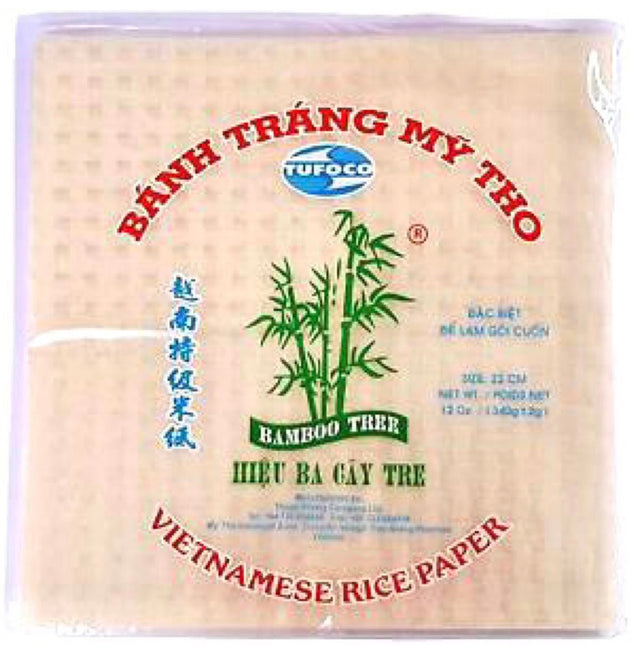 BÁNH TRÁNG MỸ THO
TUFOCO
®
越南特级米纸
ĐẶC BIỆT
ĐỂ LÀM GỎI CUỐN
SIZE: 22 CM
NET WT. / POIDS NET
12 Oz
BAMBOO TREE
HIỆU BA CÂY TRE
VIETNAMESE RICE PAPER